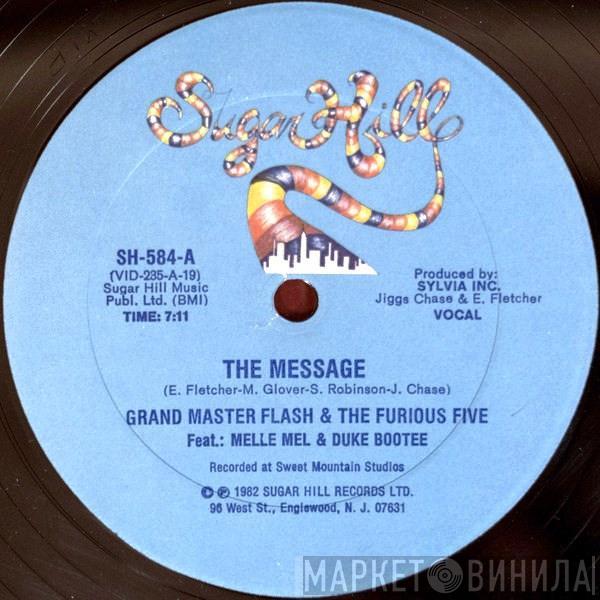 Sugar Hill
SH-584-A
(VID-285-A-19)
Sugar Hill Music
Publ. Ltd. (BMI)
TIME: 7:11
Produced by:
SYLVIA INC.
Jiggs Chase & E. Fletcher
VOCAL
THE MESSAGE
(E. Fletcher-M. Glover-S. Robinson-J. Chase)
GRAND MASTER FLASH & THE FURIOUS FIVE
Feat.: MELLE MEL & DUKE BOOTEE
Recorded at Sweet Mountain Studios
© ℗ 1982 SUGAR HILL RECORDS LTD.
96 West St., Englewood, N. J. 07631
МАРКЕТ ВИНИЛА